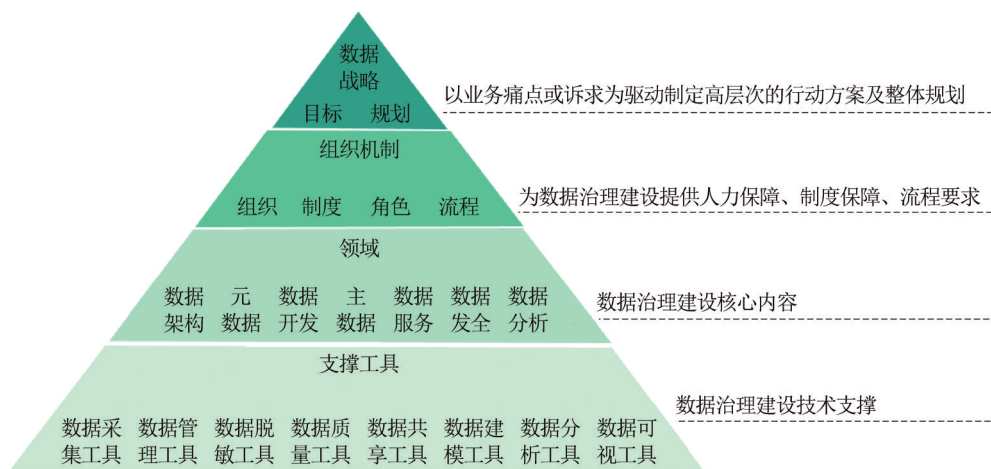 数据
战略
目标 规划
以业务痛点或诉求为驱动制定高层次的行动方案及整体规划
组织机制
组织 制度 角色 流程
为数据治理建设提供人力保障、制度保障、流程要求
领域
数据 元 数据 主 数据 数据 数据
架构 数据 开发 数据 服务 发全 分析
数据治理建设核心内容
支撑工具
数据治理建设技术支撑
数据采 数据管 数据脱 数据质 数据共 数据建 数据分 数据可
集工具 理工具 敏工具 量工具 享工具 模工具 析工具 视工具